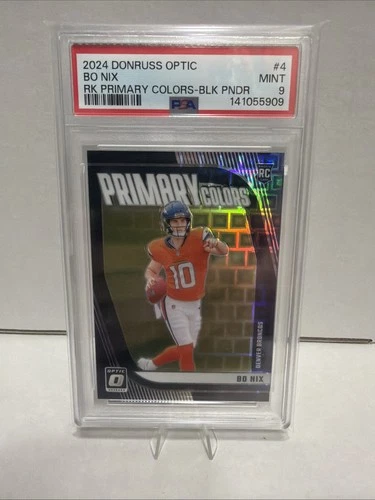 2024 DONRUSS OPTIC #4
BO NIX MINT
RK PRIMARY COLORS-BLK PNDR 9
PSA 141055909
PRIMARY
COLORS
RC
10
DENVER BRONCOS
OPTIC
BO NIX